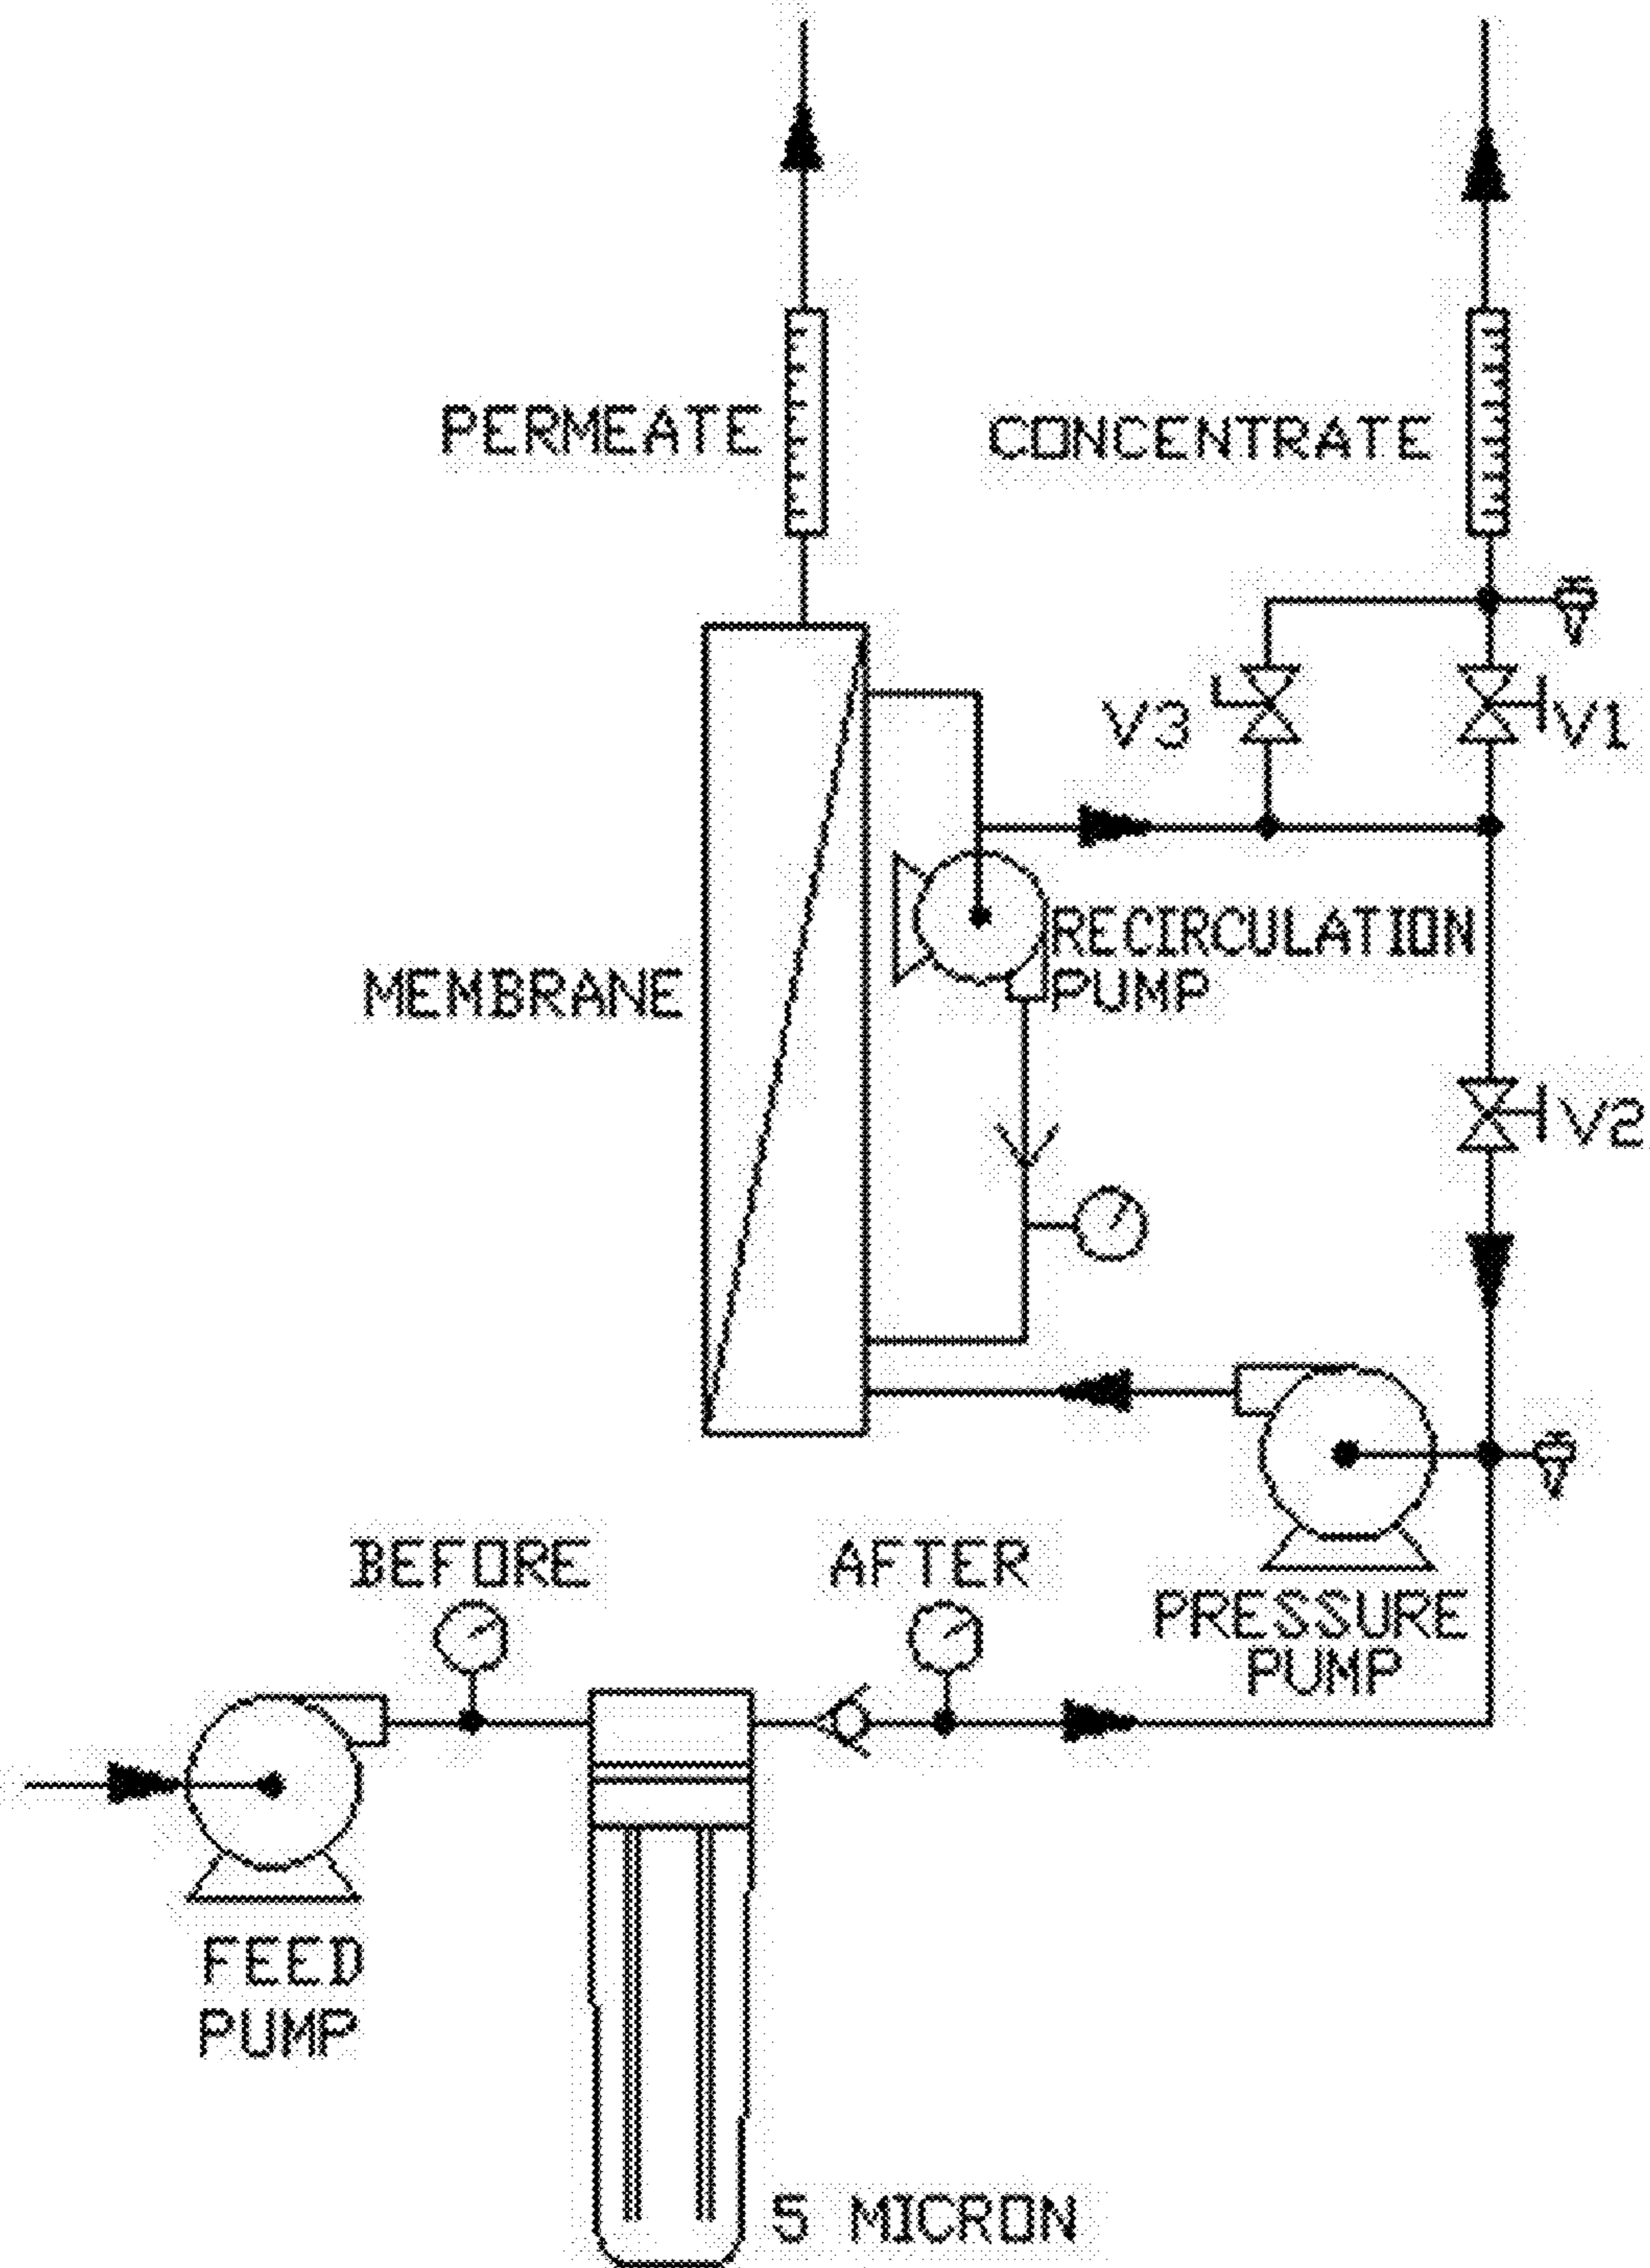 PERMEATE
CONCENTRATE
V3
V1
RECIRCULATION
PUMP
MEMBRANE
V2
BEFORE
AFTER
PRESSURE
PUMP
FEED
PUMP
5 MICRON